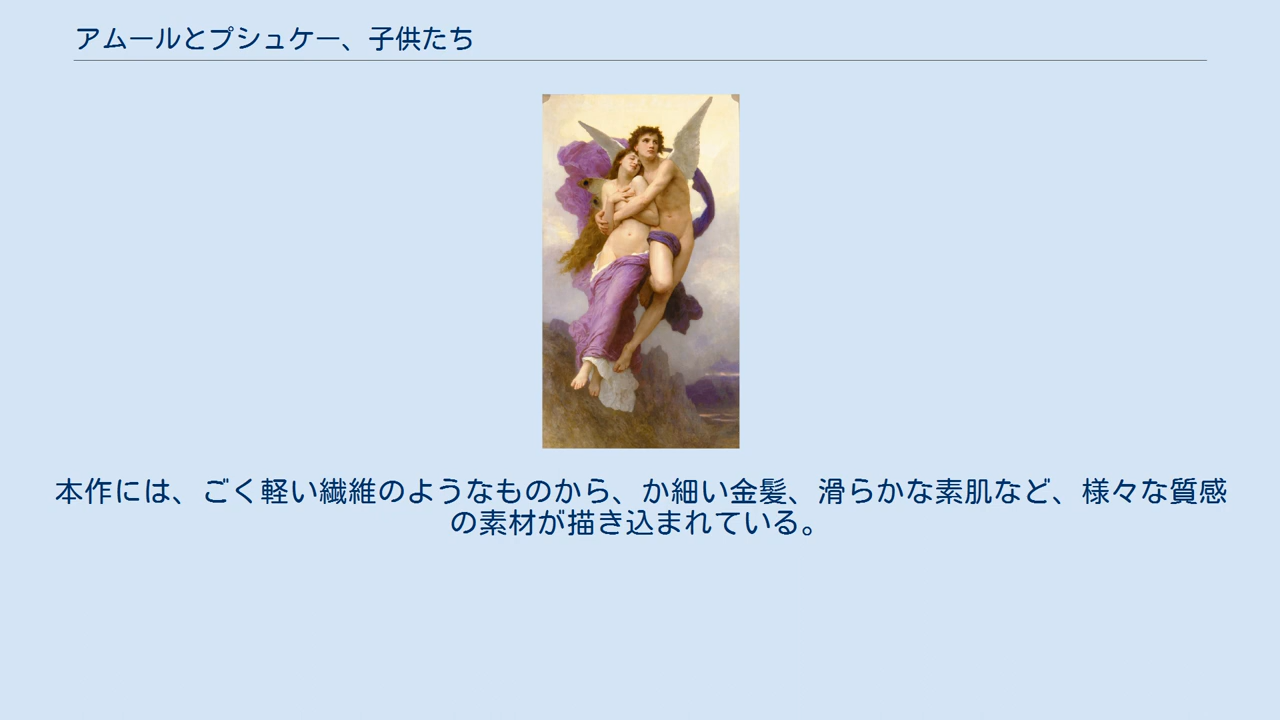 アムールとプシュケー、子供たち
本作には、ごく軽い繊維のようなものから、か細い金髪、滑らかな素肌など、様々な質感
の素材が描き込まれている。